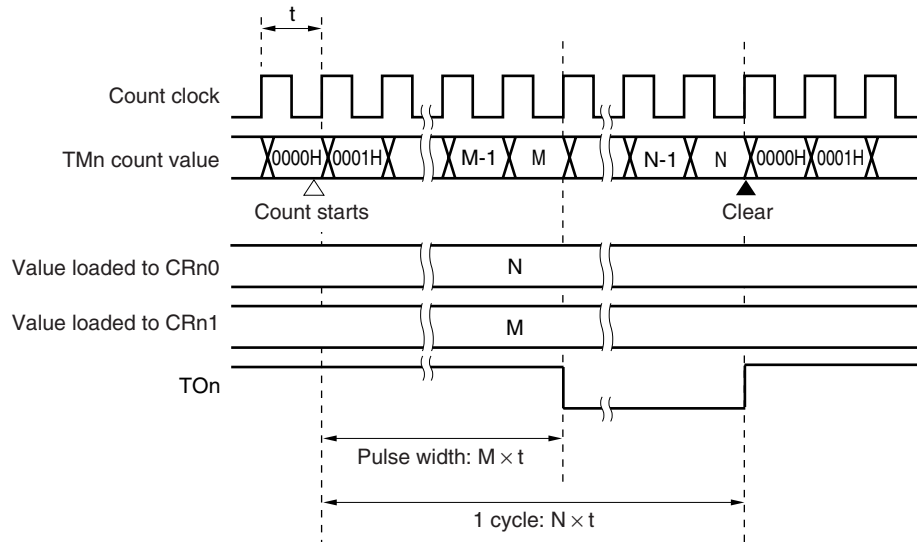 t
Count clock
TMn count value
0000H 0001H M-1 M N-1 N 0000H 0001H
Count starts
Clear
Value loaded to CRn0
N
Value loaded to CRn1
M
TOn
Pulse width: M × t
1 cycle: N × t